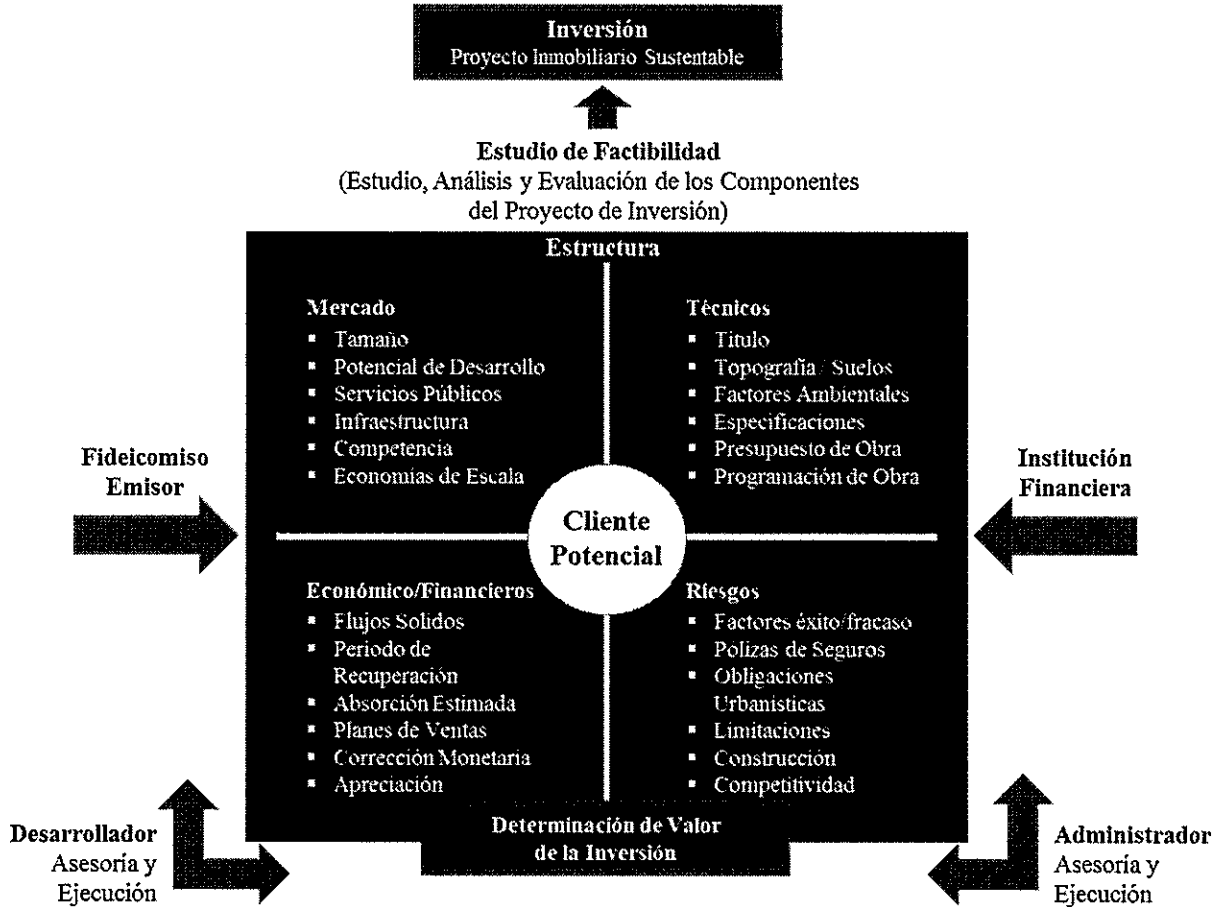 Inversión
Proyecto Inmobiliario Sustentable
Estudio de Factibilidad
(Estudio, Análisis y Evaluación de los Componentes
del Proyecto de Inversión)
Estructura
Mercado
▪ Tamaño
▪ Potencial de Desarrollo
▪ Servicios Públicos
▪ Infraestructura
▪ Competencia
▪ Economías de Escala
Técnicos
▪ Titulo
▪ Topografía / Suelos
▪ Factores Ambientales
▪ Especificaciones
▪ Presupuesto de Obra
▪ Programación de Obra
Fideicomiso
Emisor
Institución
Financiera
Cliente
Potencial
Económico/Financieros
▪ Flujos Solidos
▪ Periodo de
Recuperación
▪ Absorción Estimada
▪ Planes de Ventas
▪ Corrección Monetaria
▪ Apreciación
Riesgos
▪ Factores éxito/fracaso
▪ Pólizas de Seguros
▪ Obligaciones
Urbanísticas
▪ Limitaciones
▪ Construcción
▪ Competitividad
Desarrollador
Asesoría y
Ejecución
Determinación de Valor
de la Inversión
Administrador
Asesoría y
Ejecución